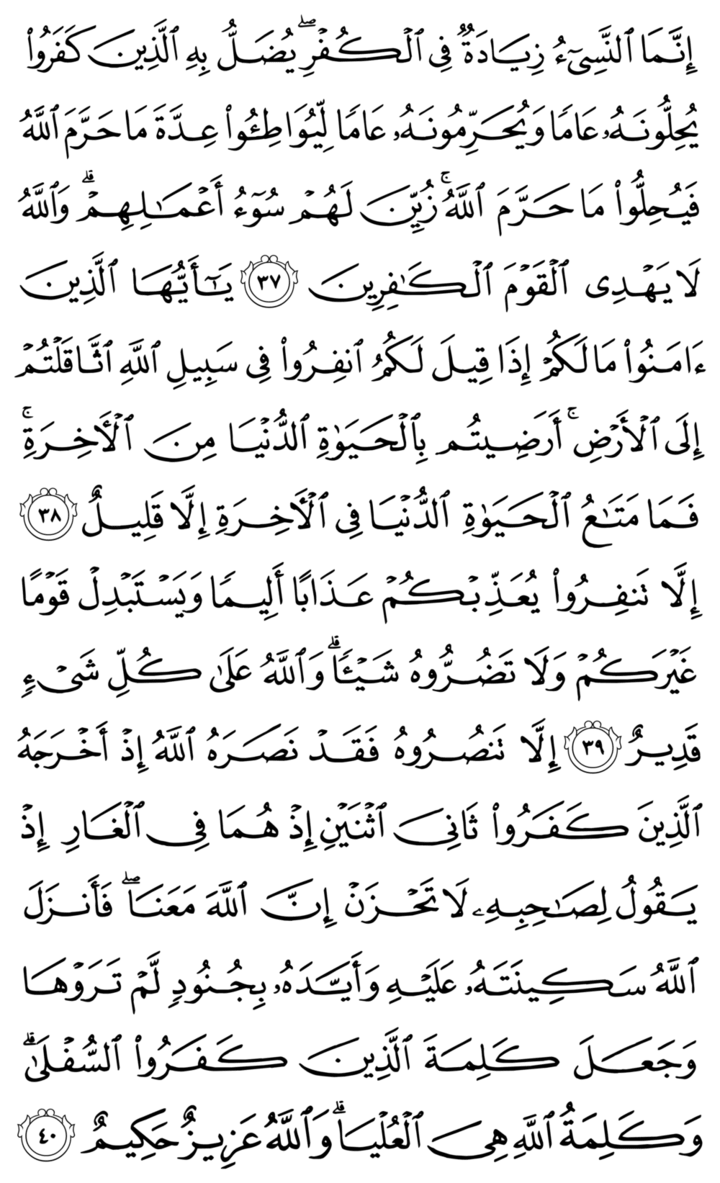 إِنَّمَا ٱلنَّسِىٓءُ زِيَادَةٌ فِى ٱلْكُفْرِ ۖ يُضَلُّ بِهِ ٱلَّذِينَ كَفَرُوا۟
يُحِلُّونَهُۥ عَامًا وَيُحَرِّمُونَهُۥ عَامًا لِّيُوَاطِـُٔوا۟ عِدَّةَ مَا حَرَّمَ ٱللَّهُ
فَيُحِلُّوا۟ مَا حَرَّمَ ٱللَّهُ ۚ زُيِّنَ لَهُمْ سُوٓءُ أَعْمَـٰلِهِمْ ۗ وَٱللَّهُ
لَا يَهْدِى ٱلْقَوْمَ ٱلْكَـٰفِرِينَ ٣٧ يَـٰٓأَيُّهَا ٱلَّذِينَ
ءَامَنُوا۟ مَا لَكُمْ إِذَا قِيلَ لَكُمُ ٱنفِرُوا۟ فِى سَبِيلِ ٱللَّهِ ٱثَّاقَلْتُمْ
إِلَى ٱلْأَرْضِ ۚ أَرَضِيتُم بِٱلْحَيَوٰةِ ٱلدُّنْيَا مِنَ ٱلْـَٔاخِرَةِ ۚ
فَمَا مَتَـٰعُ ٱلْحَيَوٰةِ ٱلدُّنْيَا فِى ٱلْـَٔاخِرَةِ إِلَّا قَلِيلٌ ٣٨
إِلَّا تَنفِرُوا۟ يُعَذِّبْكُمْ عَذَابًا أَلِيمًا وَيَسْتَبْدِلْ قَوْمًا
غَيْرَكُمْ وَلَا تَضُرُّوهُ شَيْـًٔا ۗ وَٱللَّهُ عَلَىٰ كُلِّ شَىْءٍ
قَدِيرٌ ٣٩ إِلَّا تَنصُرُوهُ فَقَدْ نَصَرَهُ ٱللَّهُ إِذْ أَخْرَجَهُ
ٱلَّذِينَ كَفَرُوا۟ ثَانِىَ ٱثْنَيْنِ إِذْ هُمَا فِى ٱلْغَارِ إِذْ
يَقُولُ لِصَـٰحِبِهِۦ لَا تَحْزَنْ إِنَّ ٱللَّهَ مَعَنَا ۖ فَأَنزَلَ
ٱللَّهُ سَكِينَتَهُۥ عَلَيْهِ وَأَيَّدَهُۥ بِجُنُودٍ لَّمْ تَرَوْهَا
وَجَعَلَ كَلِمَةَ ٱلَّذِينَ كَفَرُوا۟ ٱلسُّفْلَىٰ ۗ
وَكَلِمَةُ ٱللَّهِ هِىَ ٱلْعُلْيَا ۗ وَٱللَّهُ عَزِيزٌ حَكِيمٌ ٤٠